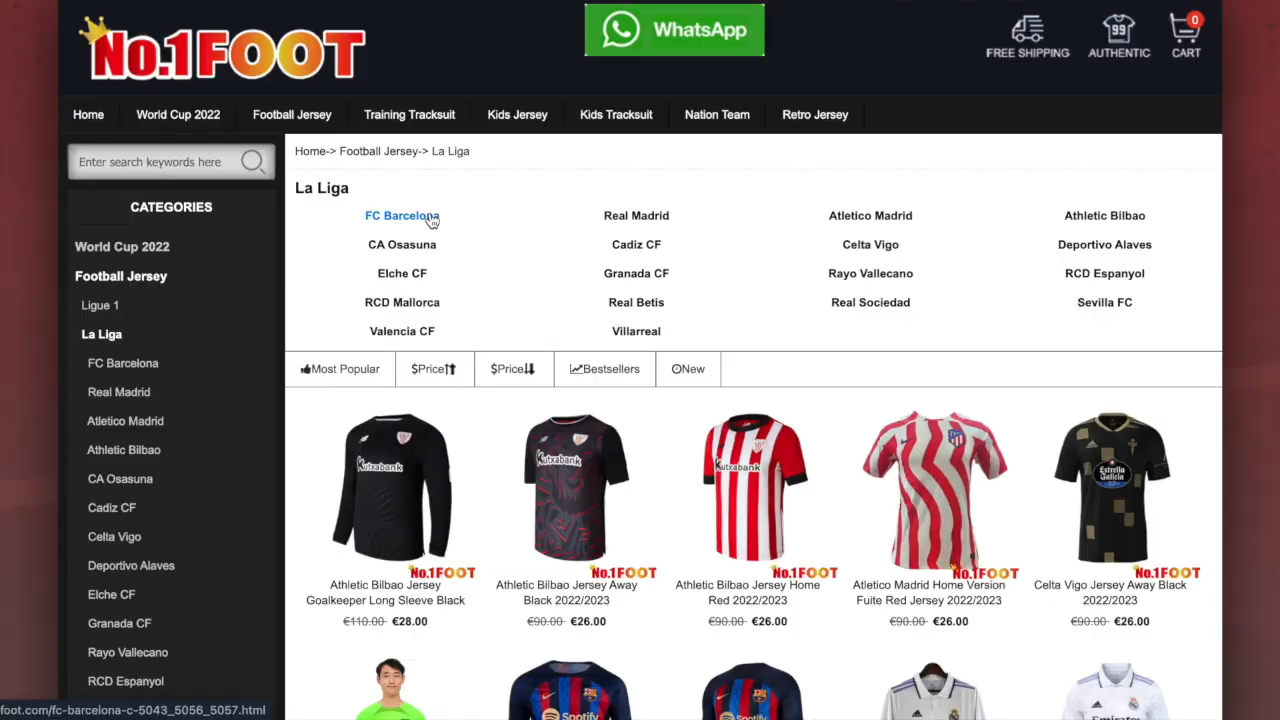 No.1FOOT
WhatsApp
FREE SHIPPING
99
AUTHENTIC
0
CART
Home
World Cup 2022
Football Jersey
Training Tracksuit
Kids Jersey
Kids Tracksuit
Nation Team
Retro Jersey
Enter search keywords here
CATEGORIES
World Cup 2022
Football Jersey
Ligue 1
La Liga
FC Barcelona
Real Madrid
Atletico Madrid
Athletic Bilbao
CA Osasuna
Cadiz CF
Celta Vigo
Deportivo Alaves
Elche CF
Granada CF
Rayo Vallecano
RCD Espanyol
Home-> Football Jersey-> La Liga
La Liga
FC Barcelona Real Madrid Atletico Madrid Athletic Bilbao
CA Osasuna Cadiz CF Celta Vigo Deportivo Alaves
Elche CF Granada CF Rayo Vallecano RCD Espanyol
RCD Mallorca Real Betis Real Sociedad Sevilla FC
Valencia CF Villarreal
Most Popular $Price $Price Bestsellers New
Kutxabank
No.1FOOT
Athletic Bilbao Jersey
Goalkeeper Long Sleeve Black
€110.00 €28.00
Kutxabank
No.1FOOT
Athletic Bilbao Jersey Away
Black 2022/2023
€90.00 €26.00
Kutxabank
No.1FOOT
Athletic Bilbao Jersey Home
Red 2022/2023
€90.00 €26.00
No.1FOOT
Atletico Madrid Home Version
Fuite Red Jersey 2022/2023
€90.00 €26.00
Estrella
Galicia
No.1FOOT
Celta Vigo Jersey Away Black
2022/2023
€90.00 €26.00
Spotify
Spotify
foot.com/fc-barcelona-c-5043_5056_5057.html